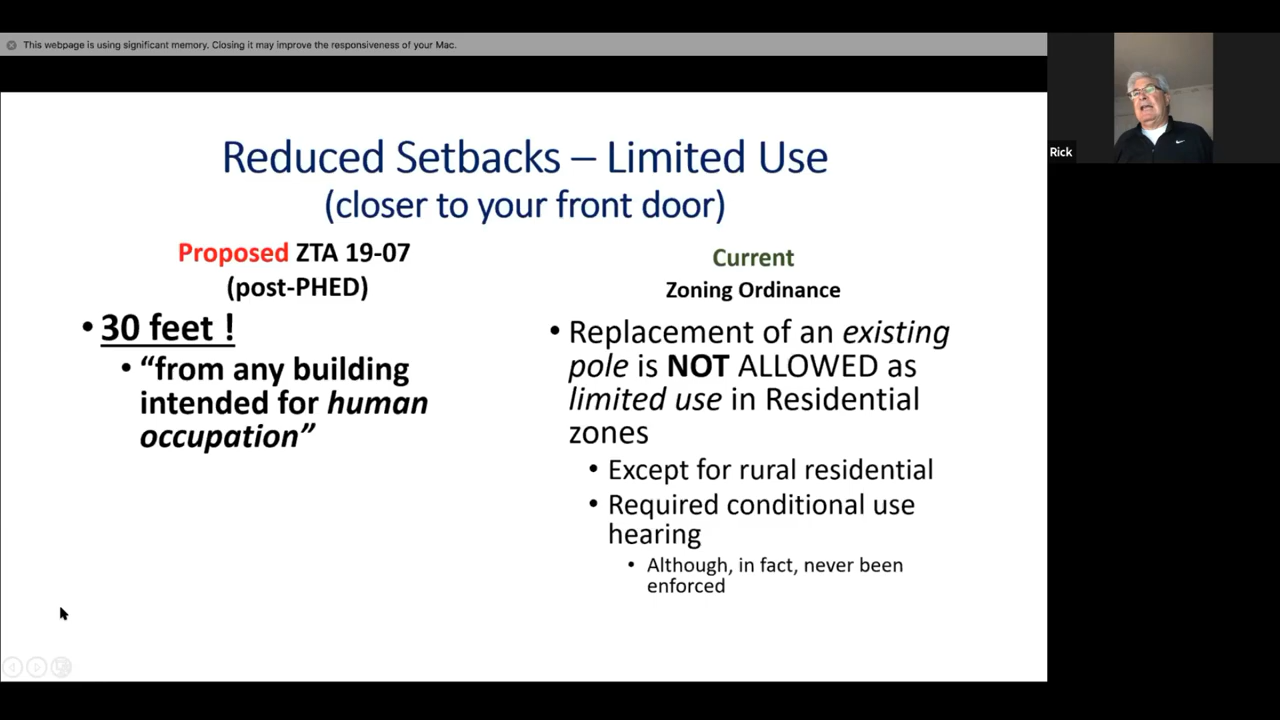 This webpage is using significant memory. Closing it may improve the responsiveness of your Mac.
Rick
Reduced Setbacks – Limited Use
(closer to your front door)
Proposed ZTA 19-07
(post-PHED)
• 30 feet !
• “from any building
intended for human
occupation”
Current
Zoning Ordinance
• Replacement of an existing
pole is NOT ALLOWED as
limited use in Residential
zones
• Except for rural residential
• Required conditional use
hearing
• Although, in fact, never been
enforced